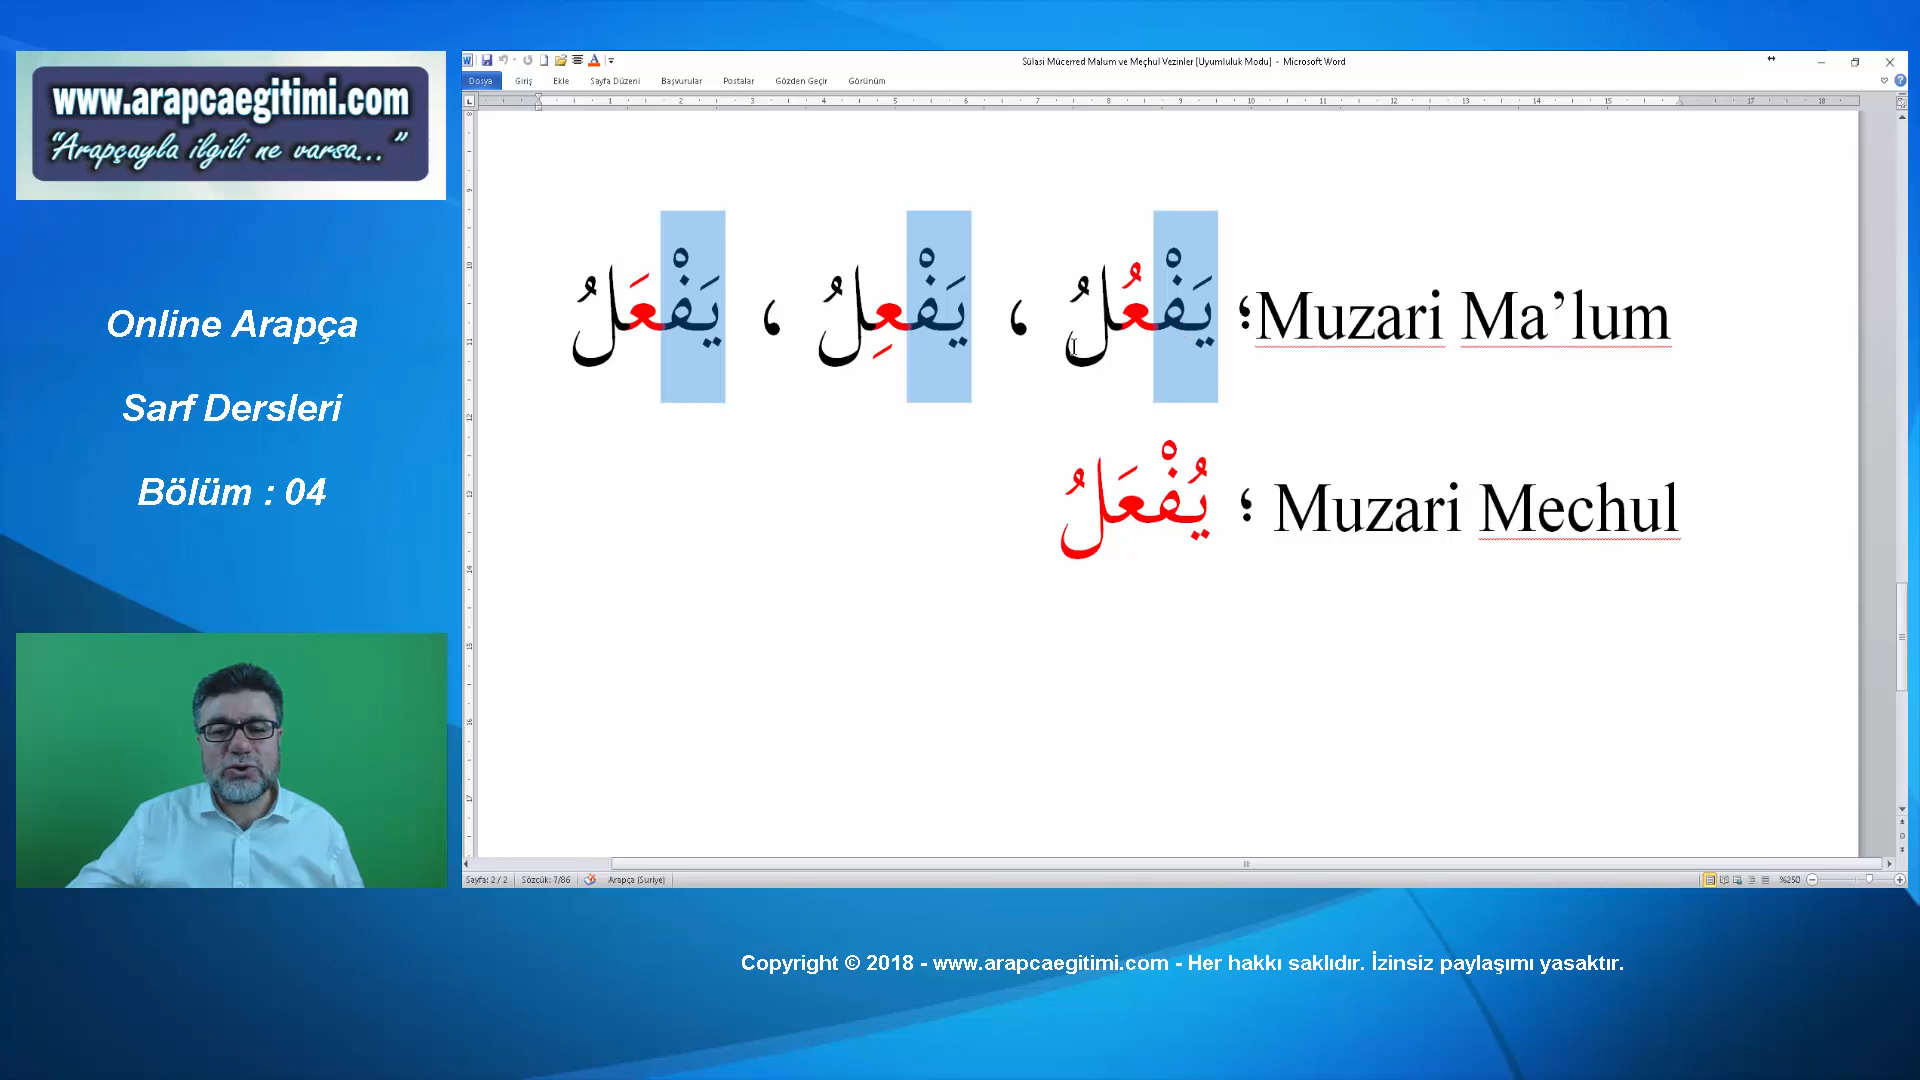 www.arapcaegitimi.com
“Arapçayla ilgili ne varsa...”
Online Arapça
Sarf Dersleri
Bölüm : 04
Sülasi Mücerred Malum ve Meçhul Vezinler [Uyumluluk Modu] - Microsoft Word
Dosya Giriş Ekle Sayfa Düzeni Başvurular Postalar Gözden Geçir Görünüm
Muzari Ma’lum ؛ يَفْعُلُ ، يَفْعِلُ ، يَفْعَلُ
Muzari Mechul ؛ يُفْعَلُ
Sayfa: 2 / 2 Sözcük: 7/86 Arapça (Suriye) %250
Copyright © 2018 - www.arapcaegitimi.com - Her hakkı saklıdır. İzinsiz paylaşımı yasaktır.